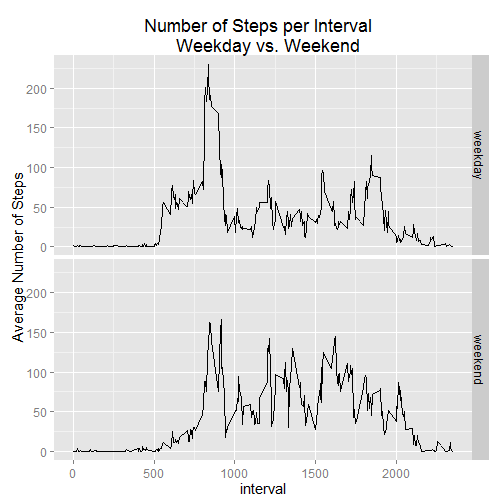 Number of Steps per Interval
Weekday vs. Weekend
Average Number of Steps
200
150
100
50
0
weekday
200
150
100
50
0
weekend
0
500
1000
1500
2000
interval